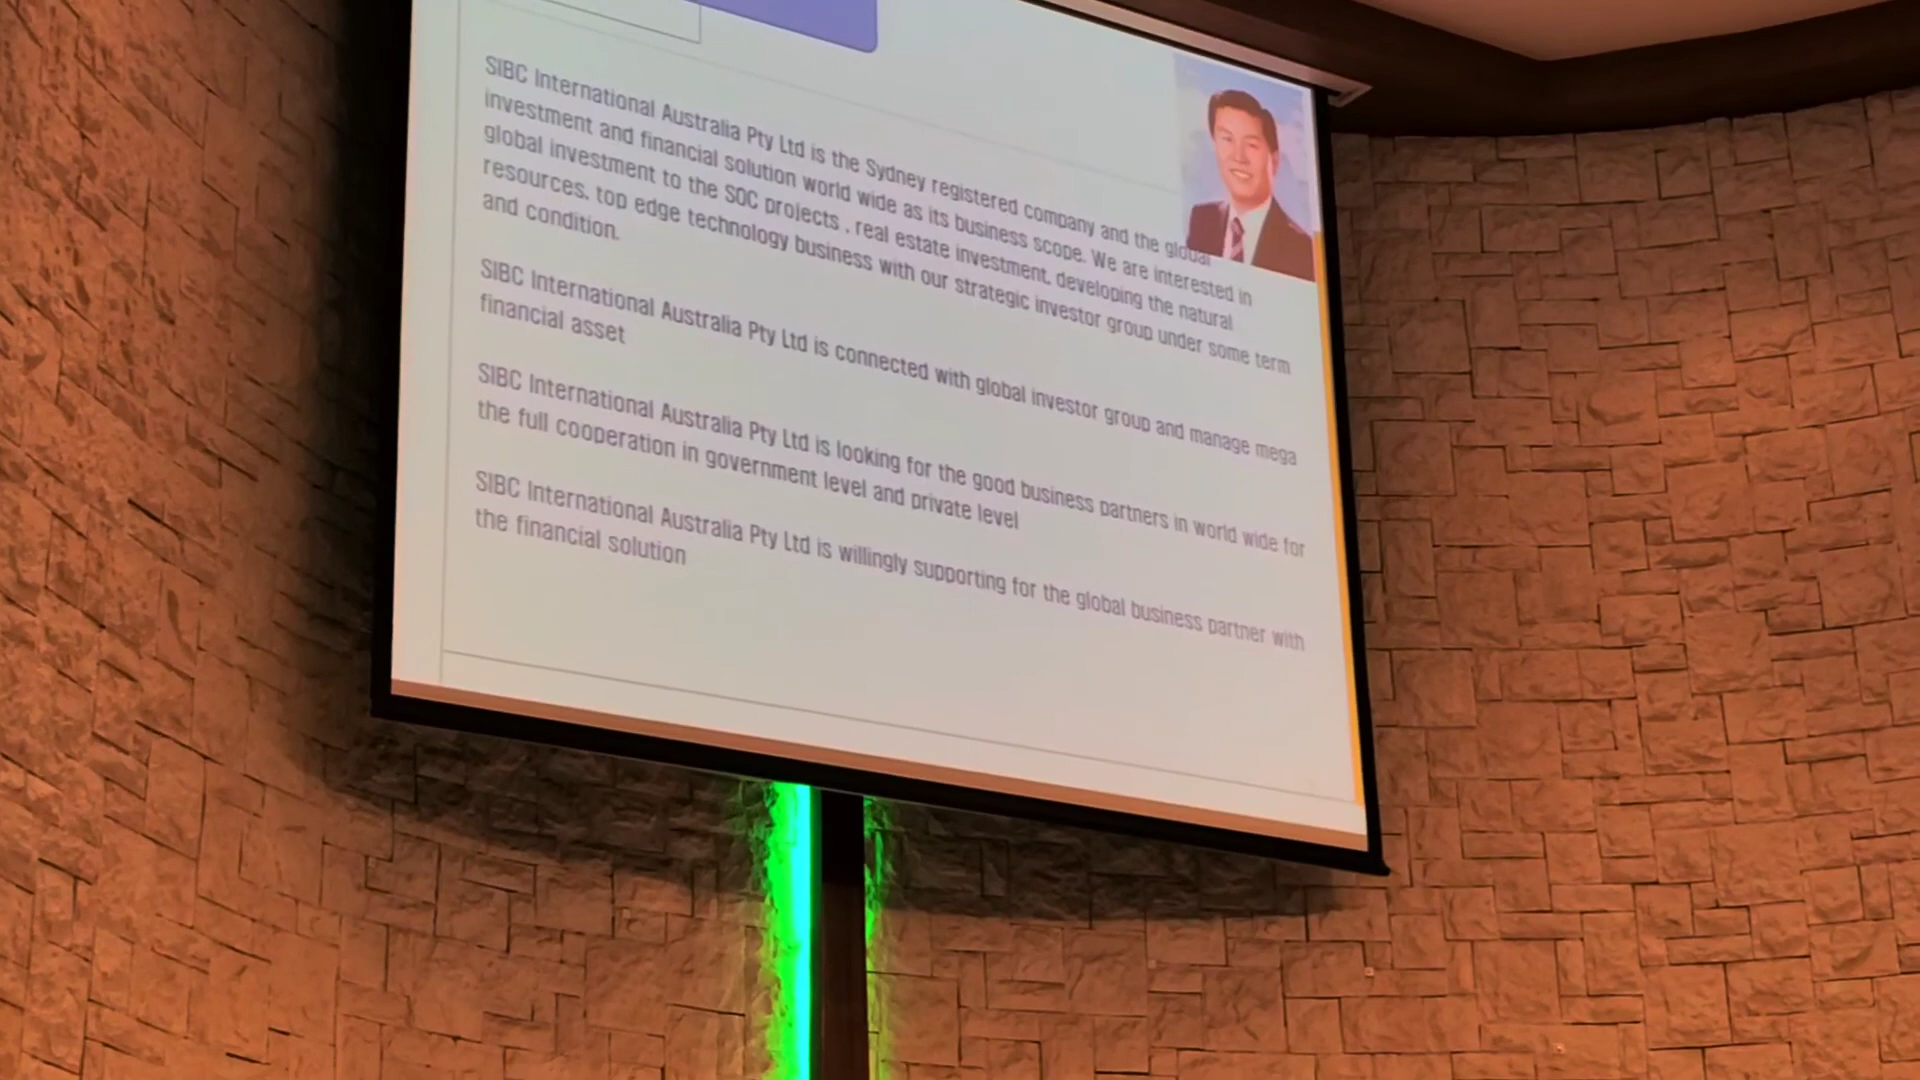 SIBC International Australia Pty Ltd is the Sydney registered company and the global
investment and financial solution world wide as its business scope. We are interested in
global investment to the SOC projects , real estate investment, developing the natural
resources, top edge technology business with our strategic investor group under some term
and condition.
SIBC International Australia Pty Ltd is connected with global investor group and manage mega
financial asset
SIBC International Australia Pty Ltd is looking for the good business partners in world wide for
the full cooperation in government level and private level
SIBC International Australia Pty Ltd is willingly supporting for the global business partner with
the financial solution